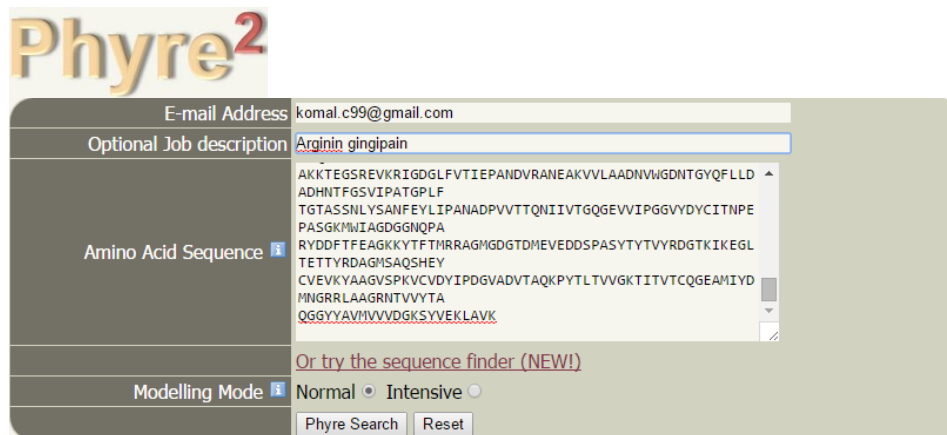 Phyre2
E-mail Address komal.c99@gmail.com
Optional Job description Arginin gingipain
AKKTEGSREVKRIGDGLFVTIEPANDVRANEAKVVLAADNVWGDNTGYQFLLD
ADHNTFGSVIPATGPLF
TGTASSNLYSANFEYLIPANADPVVTTQNIIVTGQGEVVIPGGVYDYCITNPE
PASGKMWIAGDGGNQPA
RYDDFTFEAGKKYTFTMRRAGMGDGTDMEVEDDSPASYTYTVYRDGTKIKEGL
TETTYRDAGMSAQSHEY
Amino Acid Sequence
CVEVKYAAGVSPKVCVDYIPDGVADVTAQKPYTLTVVGKTITVTCQGEAMIYD
MNGRRLAAGRNTVVYTA
QGGYYAVMVVVDGKSYVEKLAVK
Or try the sequence finder (NEW!)
Modelling Mode Normal Intensive
Phyre Search Reset